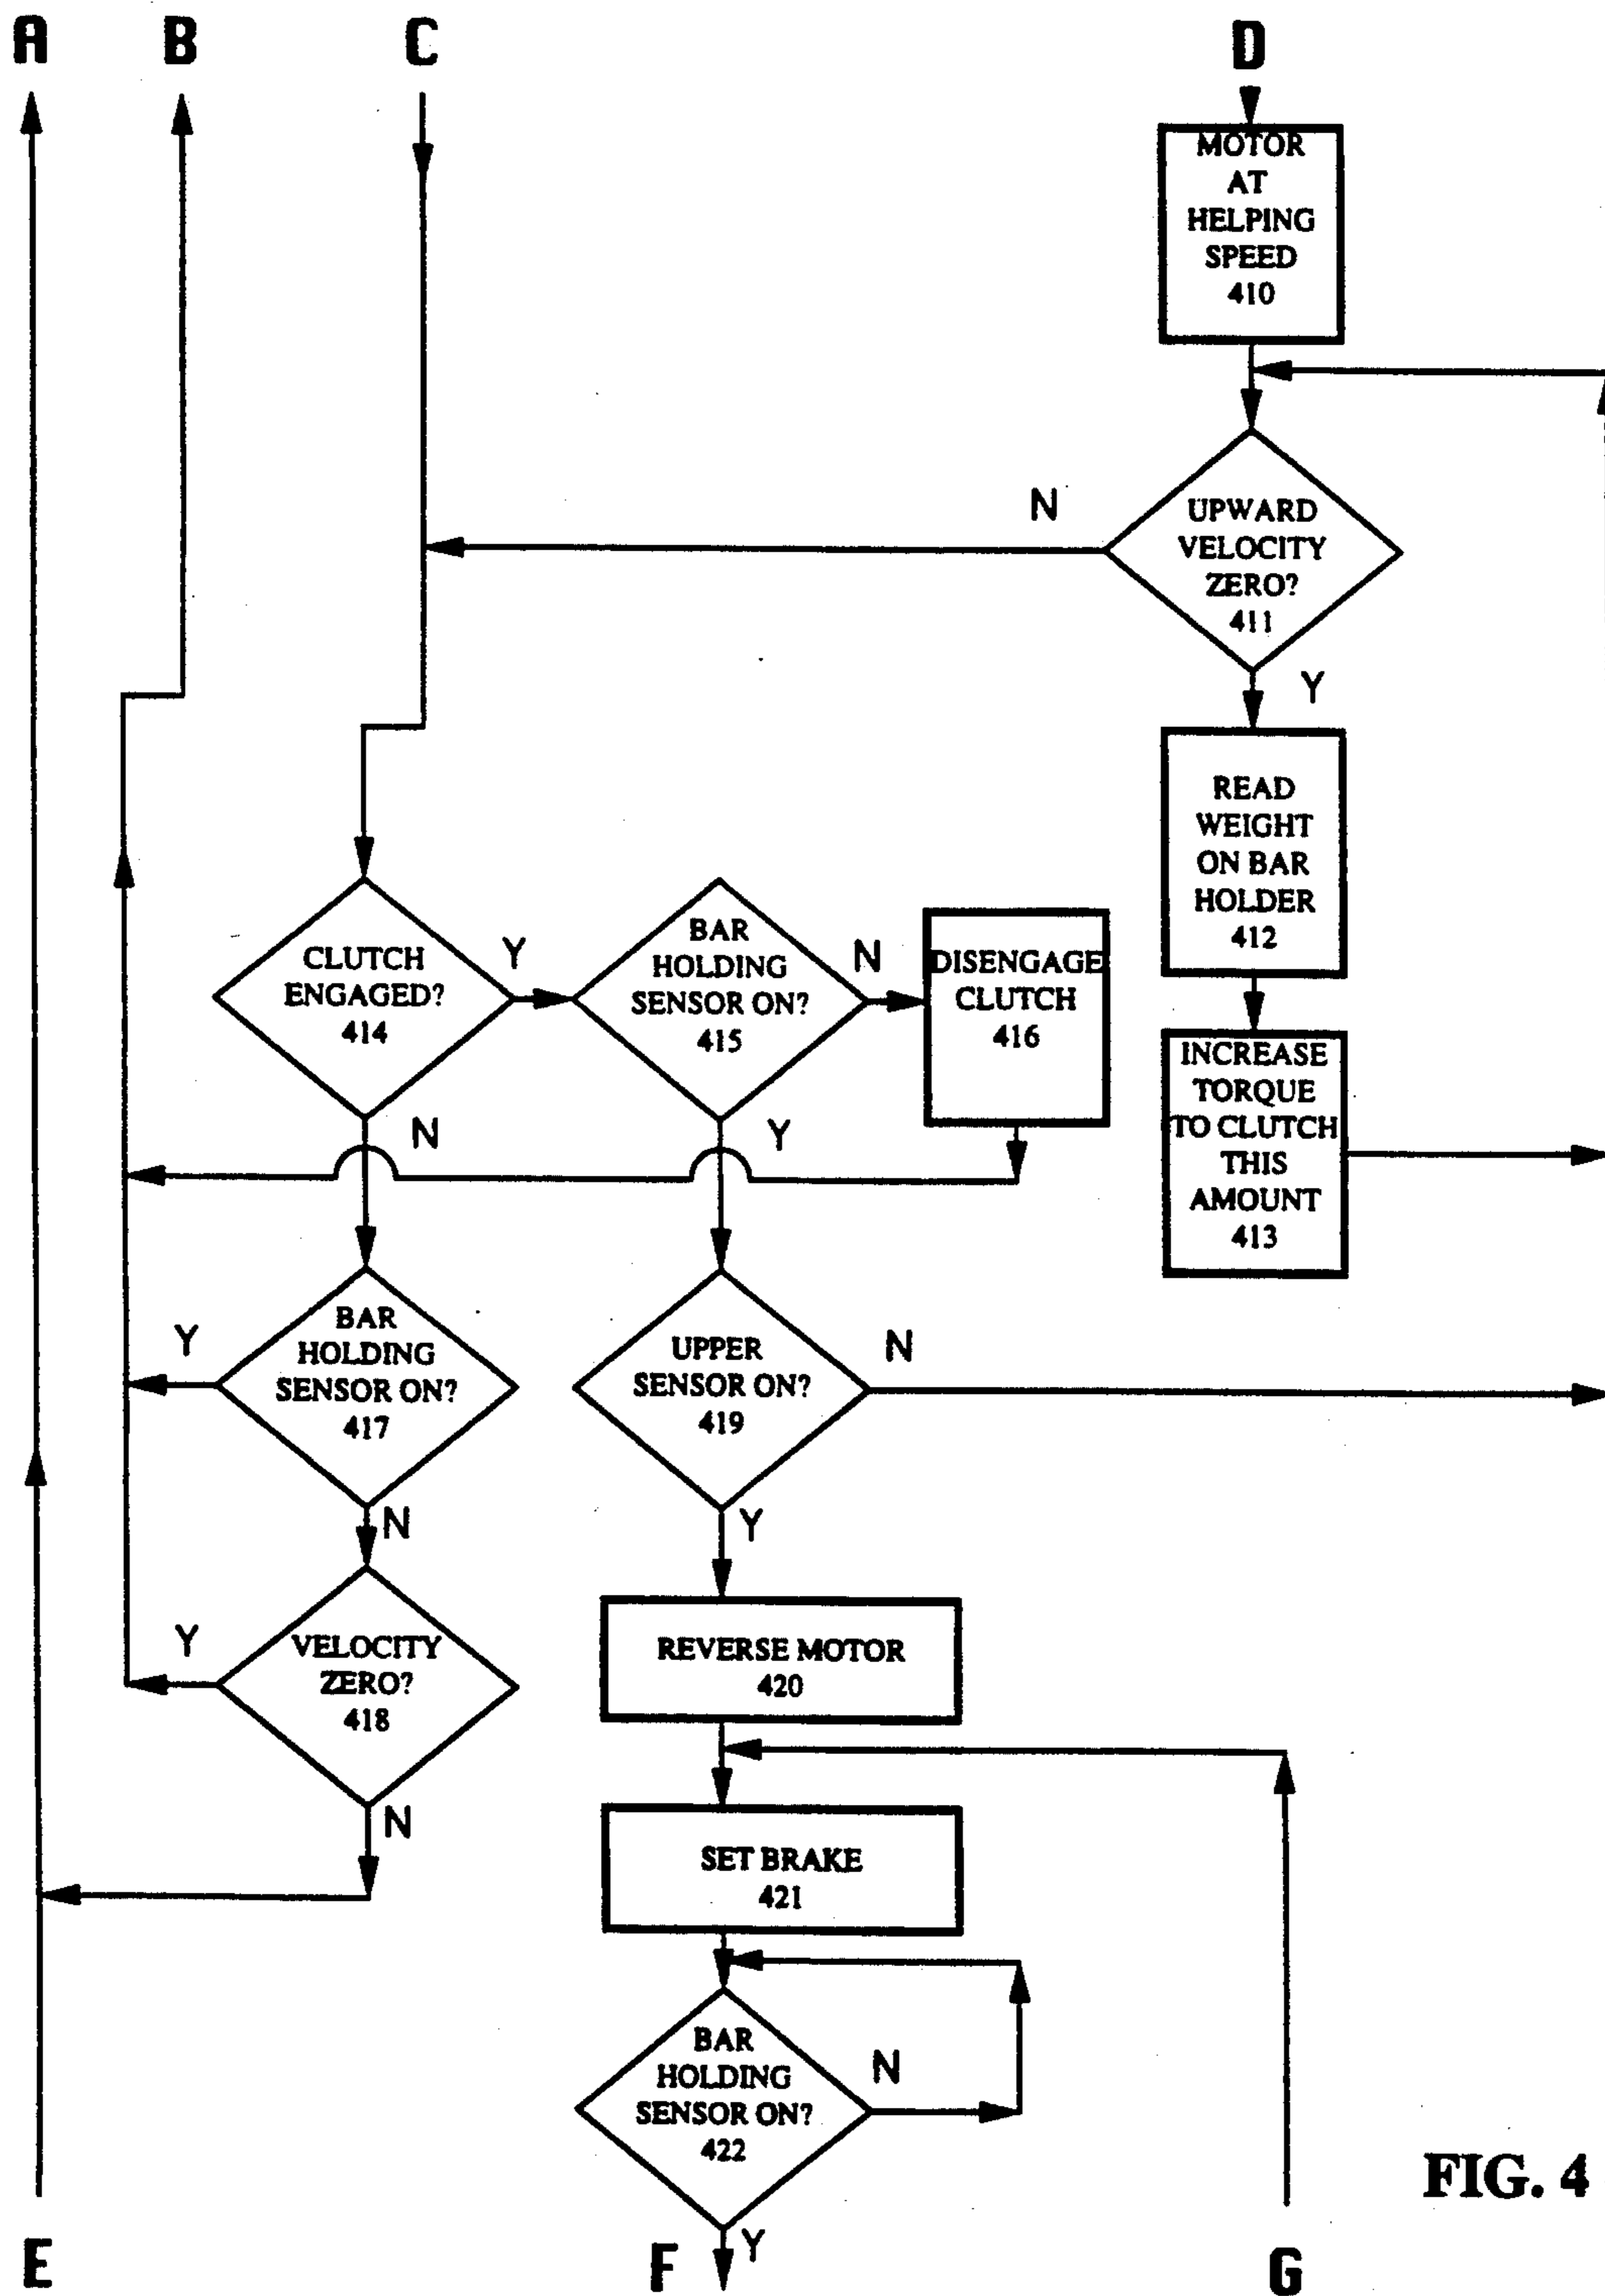 A
B
C
D
MOTOR
AT
HELPING
SPEED
410
N
UPWARD
VELOCITY
ZERO?
411
Y
READ
WEIGHT
ON BAR
HOLDER
412
INCREASE
TORQUE
TO CLUTCH
THIS
AMOUNT
413
CLUTCH
ENGAGED?
414
Y
N
BAR
HOLDING
SENSOR ON?
415
N
Y
DISENGAGE
CLUTCH
416
BAR
HOLDING
SENSOR ON?
417
Y
N
UPPER
SENSOR ON?
419
N
Y
VELOCITY
ZERO?
418
Y
N
REVERSE MOTOR
420
SET BRAKE
421
BAR
HOLDING
SENSOR ON?
422
N
Y
E
F
G
FIG. 4